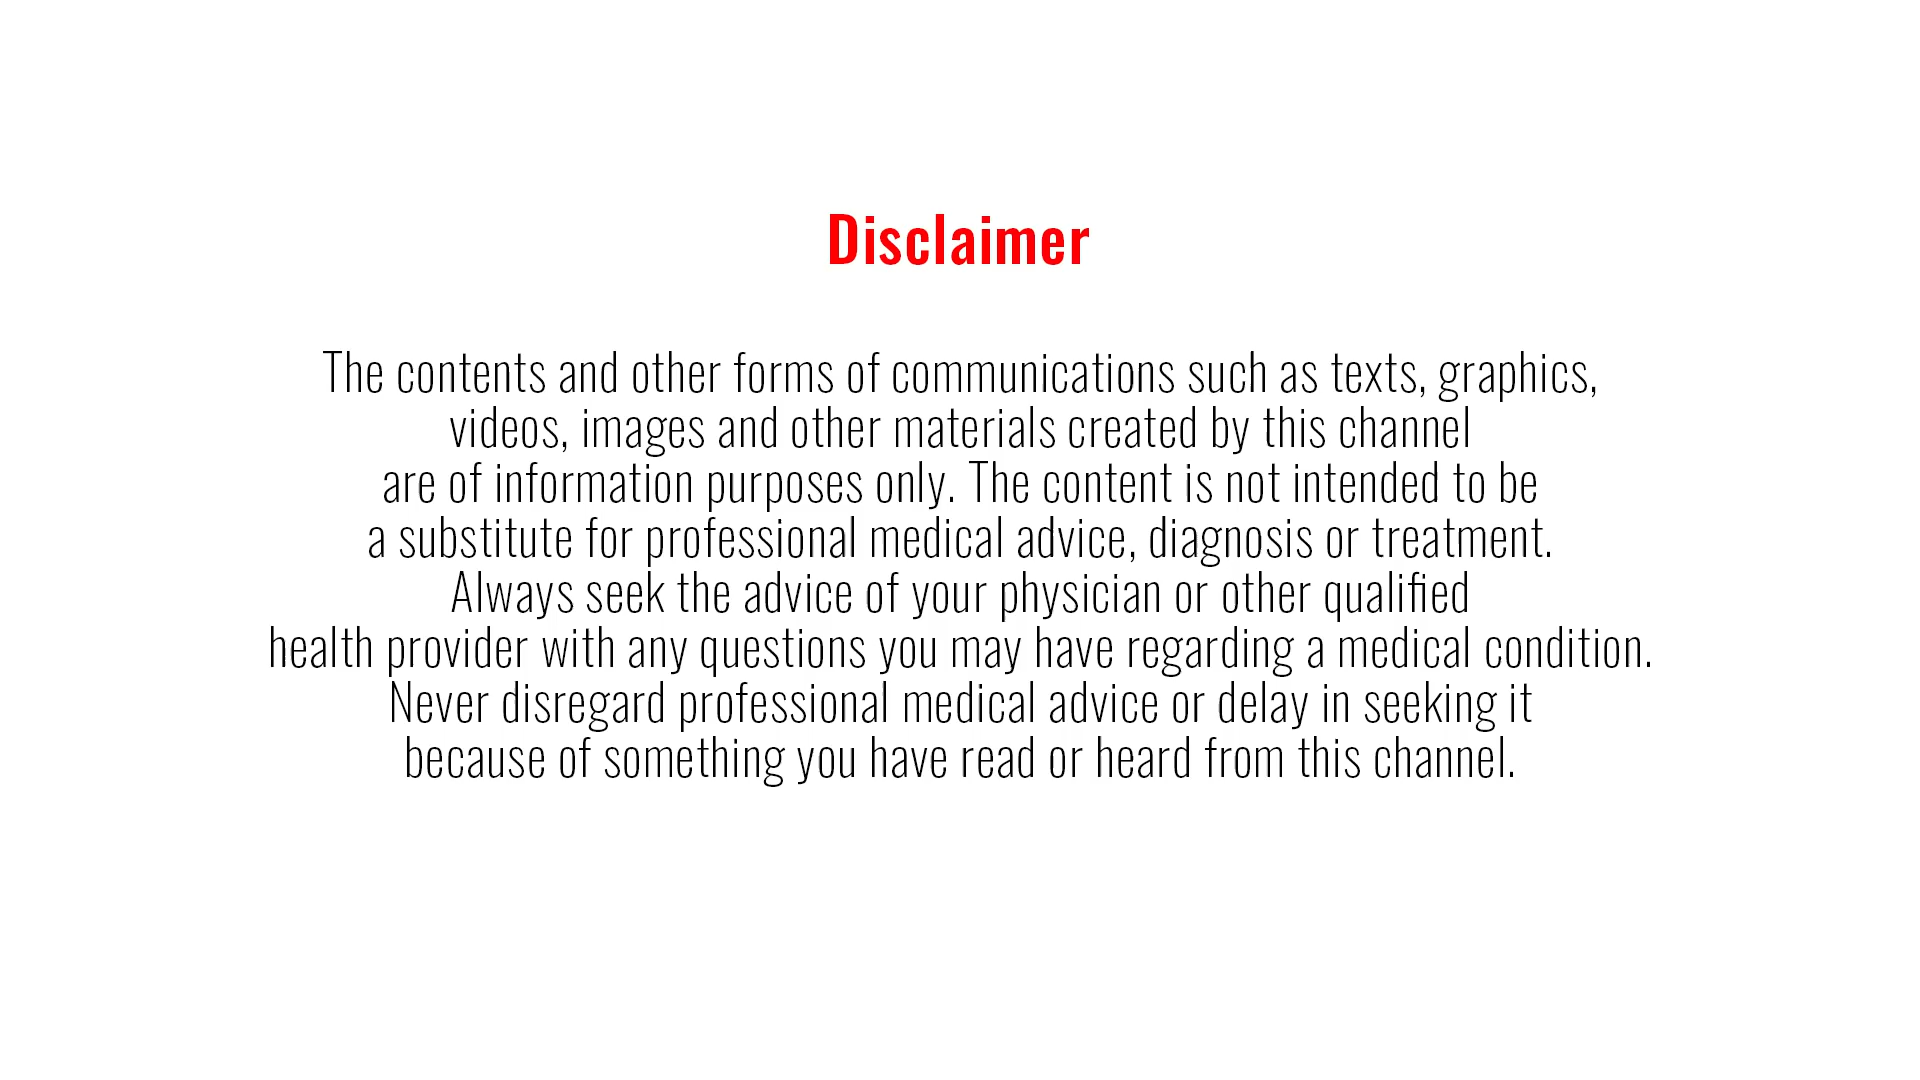 Disclaimer
The contents and other forms of communications such as texts, graphics,
videos, images and other materials created by this channel
are of information purposes only. The content is not intended to be
a substitute for professional medical advice, diagnosis or treatment.
Always seek the advice of your physician or other qualified
health provider with any questions you may have regarding a medical condition.
Never disregard professional medical advice or delay in seeking it
because of something you have read or heard from this channel.